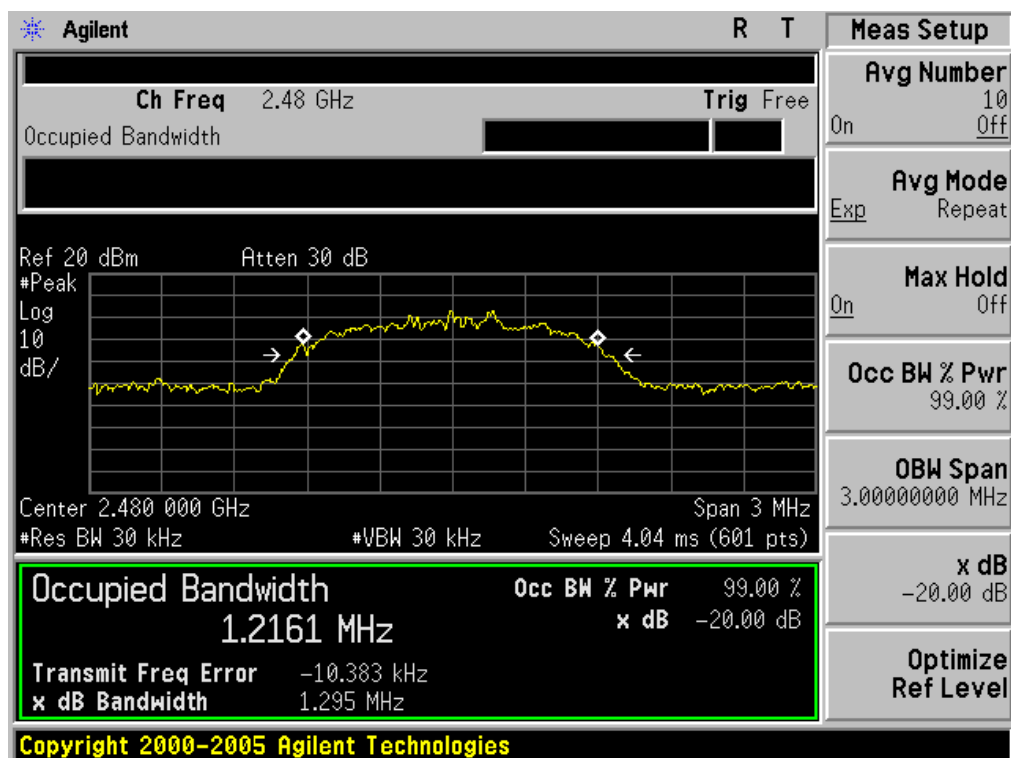 Agilent R T Meas Setup
Ch Freq 2.48 GHz Trig Free
Occupied Bandwidth
Ref 20 dBm Atten 30 dB
#Peak
Log
10
dB/
Center 2.480 000 GHz Span 3 MHz
#Res BW 30 kHz #VBW 30 kHz Sweep 4.04 ms (601 pts)
Occupied Bandwidth Occ BW % Pwr 99.00 %
1.2161 MHz x dB -20.00 dB
Transmit Freq Error -10.383 kHz
x dB Bandwidth 1.295 MHz
Avg Number
10
On Off
Avg Mode
Exp Repeat
Max Hold
On Off
Occ BW % Pwr
99.00 %
OBW Span
3.00000000 MHz
x dB
-20.00 dB
Optimize
Ref Level
Copyright 2000-2005 Agilent Technologies